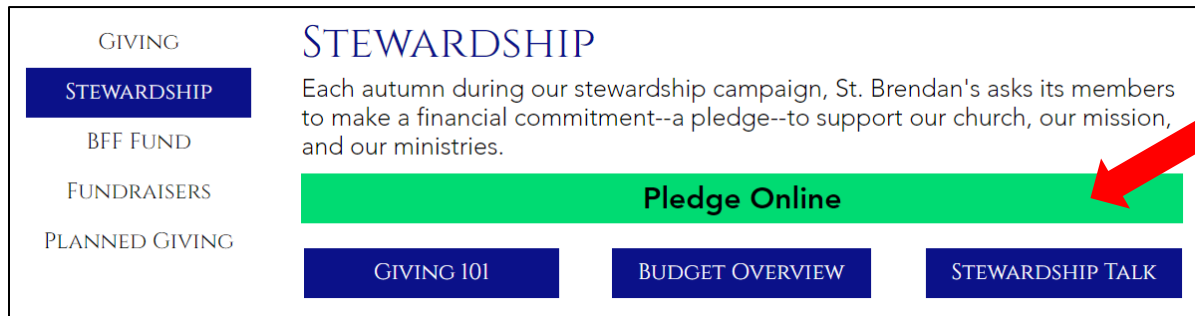 GIVING
STEWARDSHIP
BFF FUND
FUNDRAISERS
PLANNED GIVING
STEWARDSHIP
Each autumn during our stewardship campaign, St. Brendan's asks its members
to make a financial commitment--a pledge--to support our church, our mission,
and our ministries.
Pledge Online
GIVING 101
BUDGET OVERVIEW
STEWARDSHIP TALK